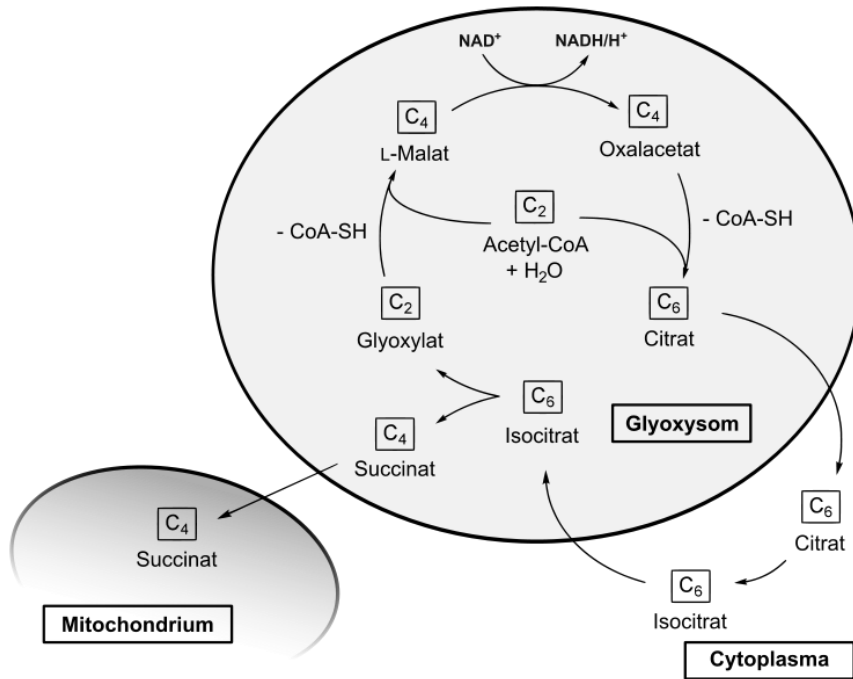 NAD⁺ NADH/H⁺
C₄
L-Malat
C₄
Oxalacetat
- CoA-SH
C₂
Acetyl-CoA
+ H₂O
- CoA-SH
C₂
Glyoxylat
C₆
Citrat
C₆
Isocitrat
Glyoxysom
C₄
Succinat
C₄
Succinat
Mitochondrium
C₆
Citrat
C₆
Isocitrat
Cytoplasma